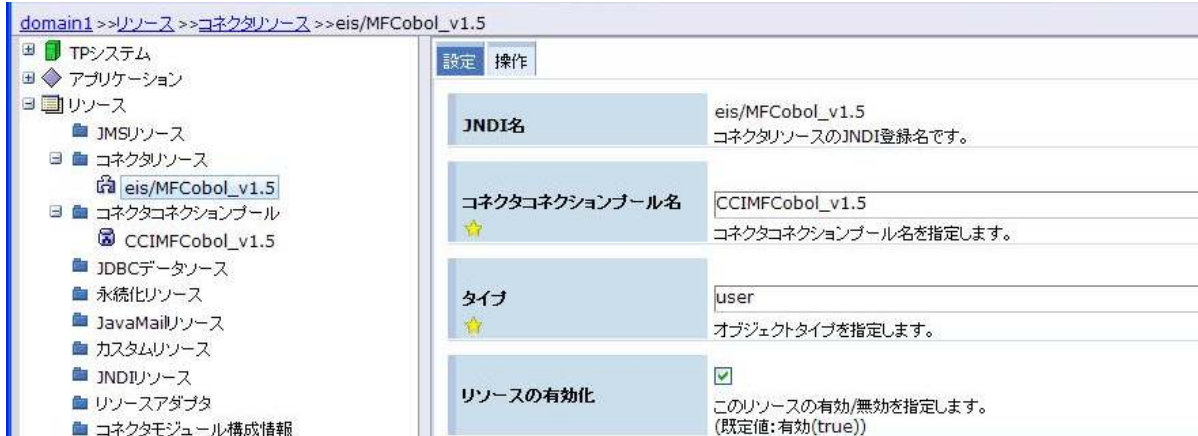 domain1 >>リソース >>コネクタリソース >>eis/MFCobol_v1.5
TPシステム
アプリケーション
リソース
JMSリソース
コネクタリソース
eis/MFCobol_v1.5
コネクタコネクションプール
CCIMFCobol_v1.5
JDBCデータソース
永続化リソース
JavaMailリソース
カスタムリソース
JNDIリソース
リソースアダプタ
コネクタモジュール構成情報
設定 操作
JNDI名
eis/MFCobol_v1.5
コネクタリソースのJNDI登録名です。
コネクタコネクションプール名
CCIMFCobol_v1.5
コネクタコネクションプール名を指定します。
タイプ
user
オブジェクトタイプを指定します。
リソースの有効化
このリソースの有効/無効を指定します。
(既定値:有効(true))